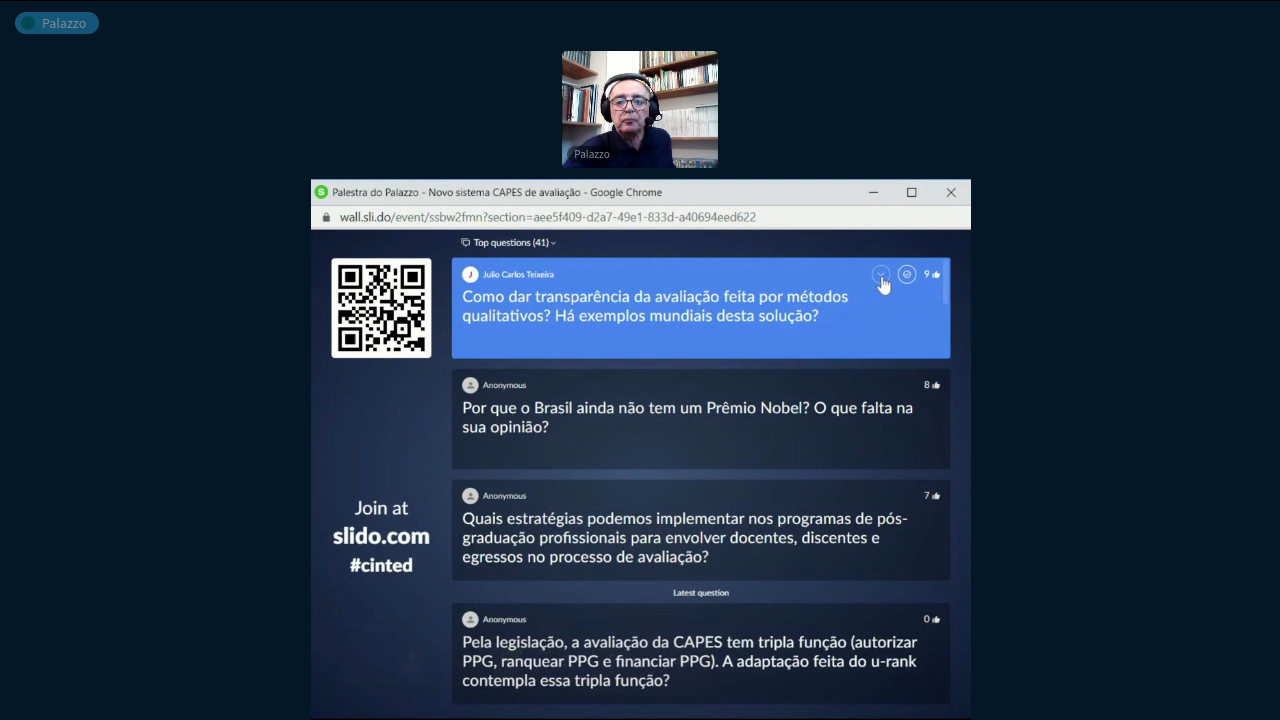 Palazzo
Palazzo
Palestra do Palazzo - Novo sistema CAPES de avaliação - Google Chrome
wall.sli.do/event/ssbw2fmn?section=aee5f409-d2a7-49e1-833d-a40694eed622
Top questions (41)
J Julio Carlos Teixeira 9
Como dar transparência da avaliação feita por métodos
qualitativos? Há exemplos mundiais desta solução?
Anonymous 8
Por que o Brasil ainda não tem um Prêmio Nobel? O que falta na
sua opinião?
Anonymous 7
Quais estratégias podemos implementar nos programas de pós-
graduação profissionais para envolver docentes, discentes e
egressos no processo de avaliação?
Join at
slido.com
#cinted
Latest question
Anonymous 0
Pela legislação, a avaliação da CAPES tem tripla função (autorizar
PPG, ranquear PPG e financiar PPG). A adaptação feita do u-rank
contempla essa tripla função?